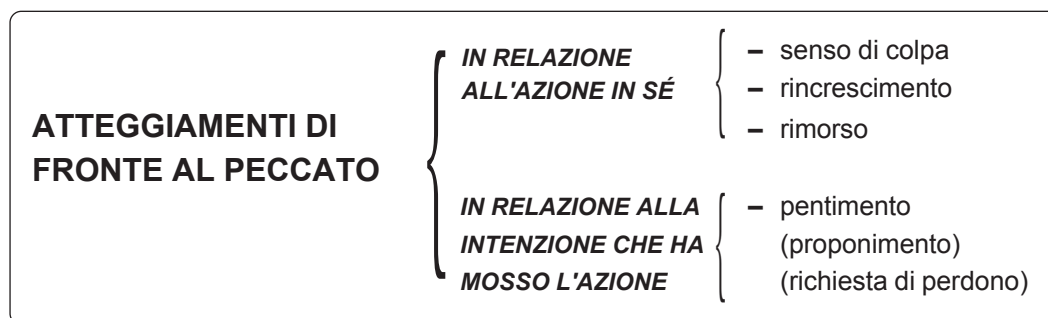 ATTEGGIAMENTI DI
FRONTE AL PECCATO
IN RELAZIONE
ALL'AZIONE IN SÉ
– senso di colpa
– rincrescimento
– rimorso
IN RELAZIONE ALLA
INTENZIONE CHE HA
MOSSO L'AZIONE
– pentimento
(proponimento)
(richiesta di perdono)